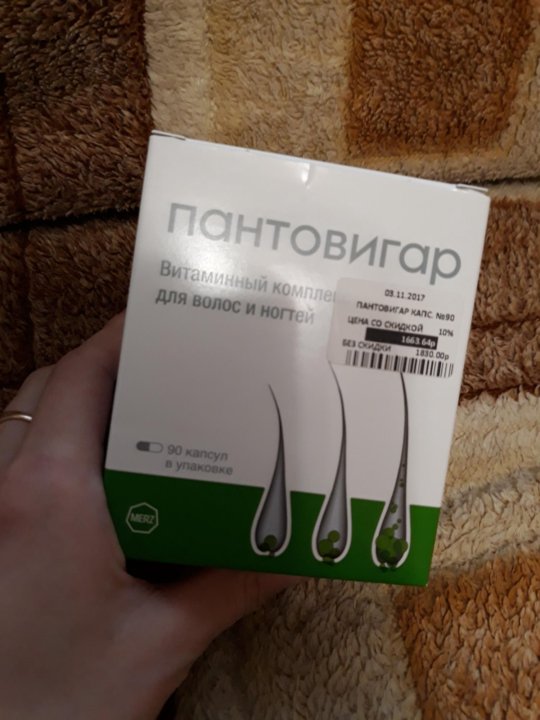 пантовигар
Витаминный
для волос и ногтей
03.11.2017
ПАНТОВИГАР КАПС. №90
ЦЕНА СО СКИДКОЙ 10%
1663.64р
БЕЗ СКИДКИ 1830.00р
90 капсул
в упаковке
MERZ